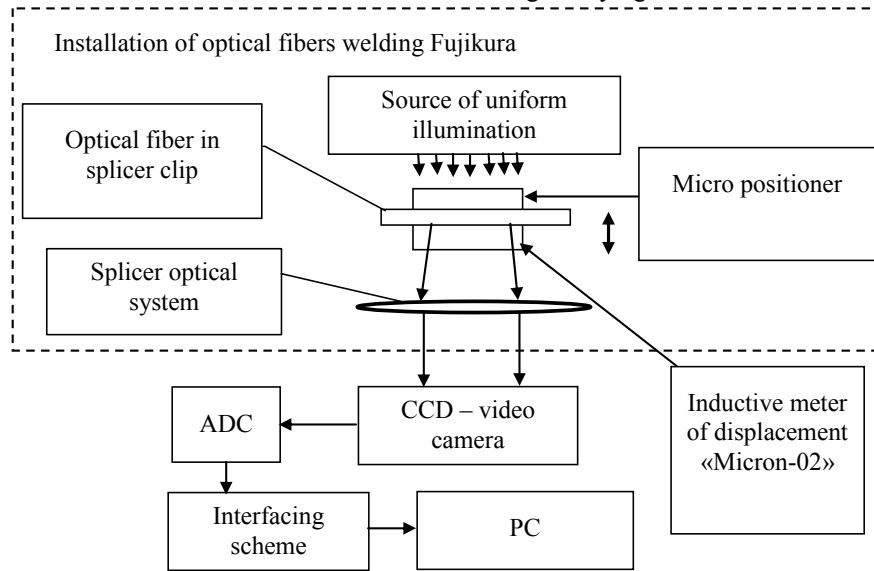 Installation of optical fibers welding Fujikura
Source of uniform
illumination
Optical fiber in
splicer clip
Micro positioner
Splicer optical
system
CCD – video
camera
ADC
Inductive meter
of displacement
«Micron-02»
Interfacing
scheme
PC